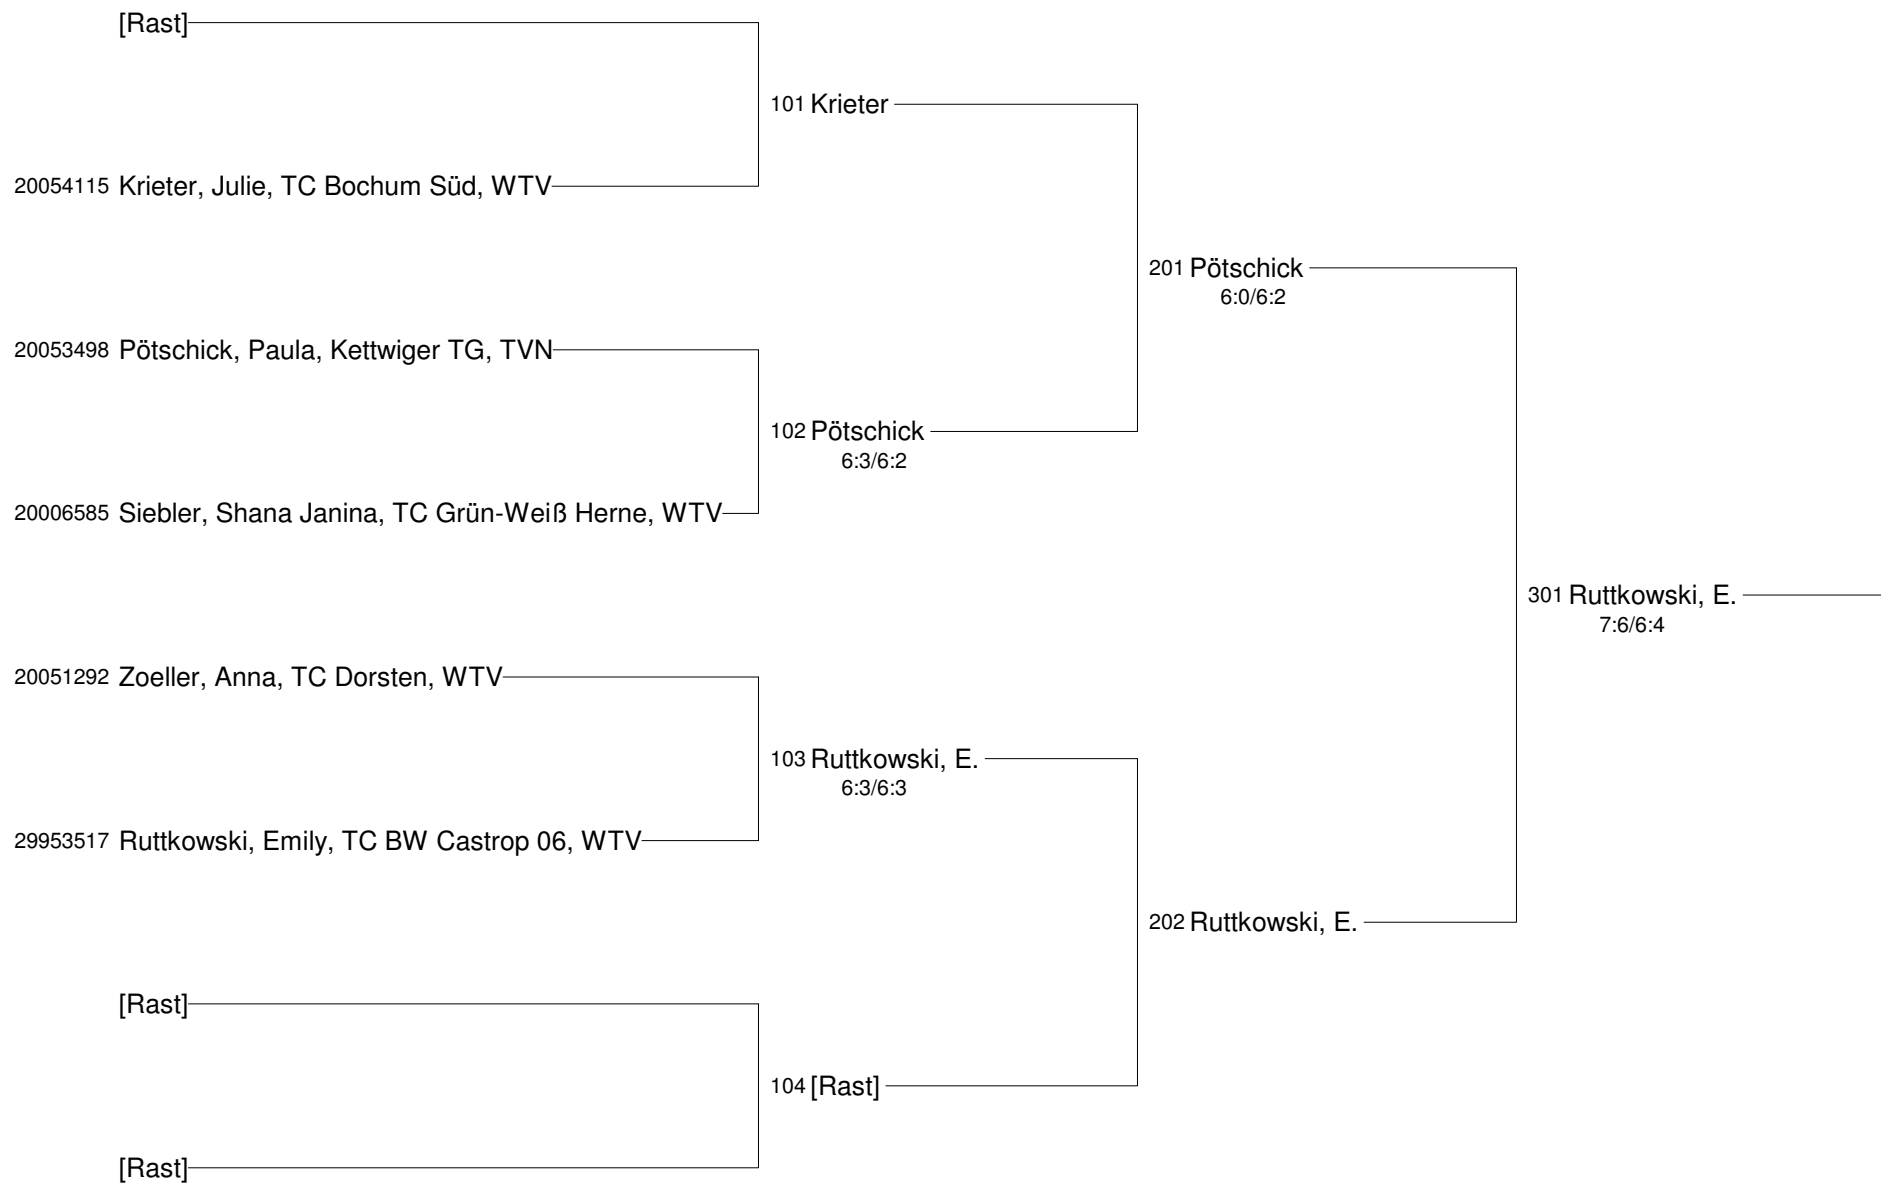 [Rast]
101 Krieter
20054115 Krieter, Julie, TC Bochum Süd, WTV
201 Pötschick
6:0/6:2
20053498 Pötschick, Paula, Kettwiger TG, TVN
102 Pötschick
6:3/6:2
20006585 Siebler, Shana Janina, TC Grün-Weiß Herne, WTV
301 Ruttkowski, E.
7:6/6:4
20051292 Zoeller, Anna, TC Dorsten, WTV
103 Ruttkowski, E.
6:3/6:3
29953517 Ruttkowski, Emily, TC BW Castrop 06, WTV
202 Ruttkowski, E.
[Rast]
104 [Rast]
[Rast]